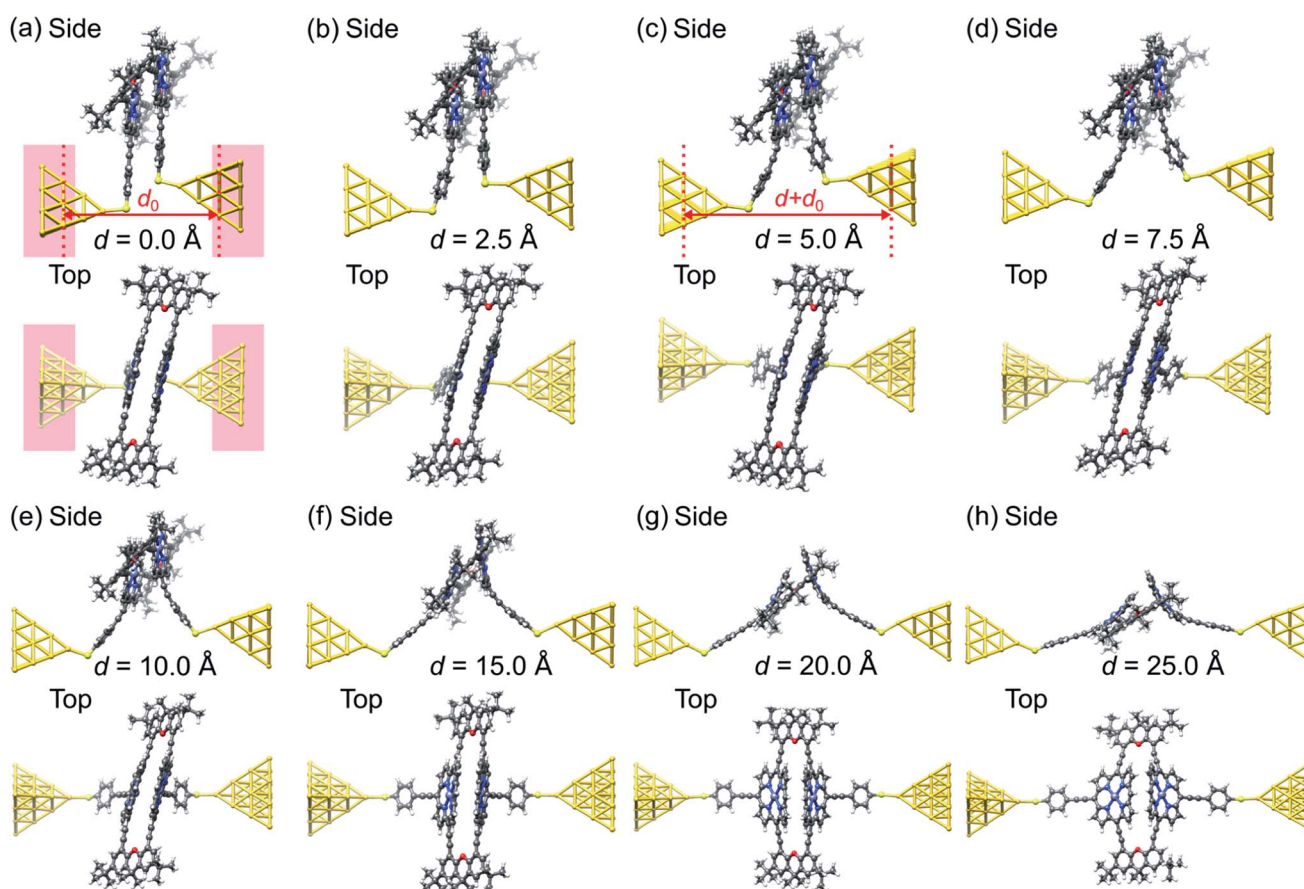 (a) Side
d₀
d = 0.0 Å
Top
(b) Side
d = 2.5 Å
Top
(c) Side
d+d₀
d = 5.0 Å
Top
(d) Side
d = 7.5 Å
Top
(e) Side
d = 10.0 Å
Top
(f) Side
d = 15.0 Å
Top
(g) Side
d = 20.0 Å
Top
(h) Side
d = 25.0 Å
Top